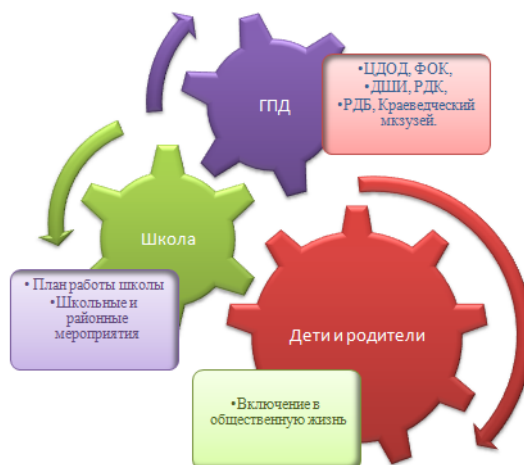 ГПД
•ЦДОД, ФОК,
•ДШИ, РДК,
•РДБ, Краеведческий
мкзузей.
Школа
• План работы школы
•Школьные и
районные
мероприятия
Дети и родители
•Включение в
общественную жизнь